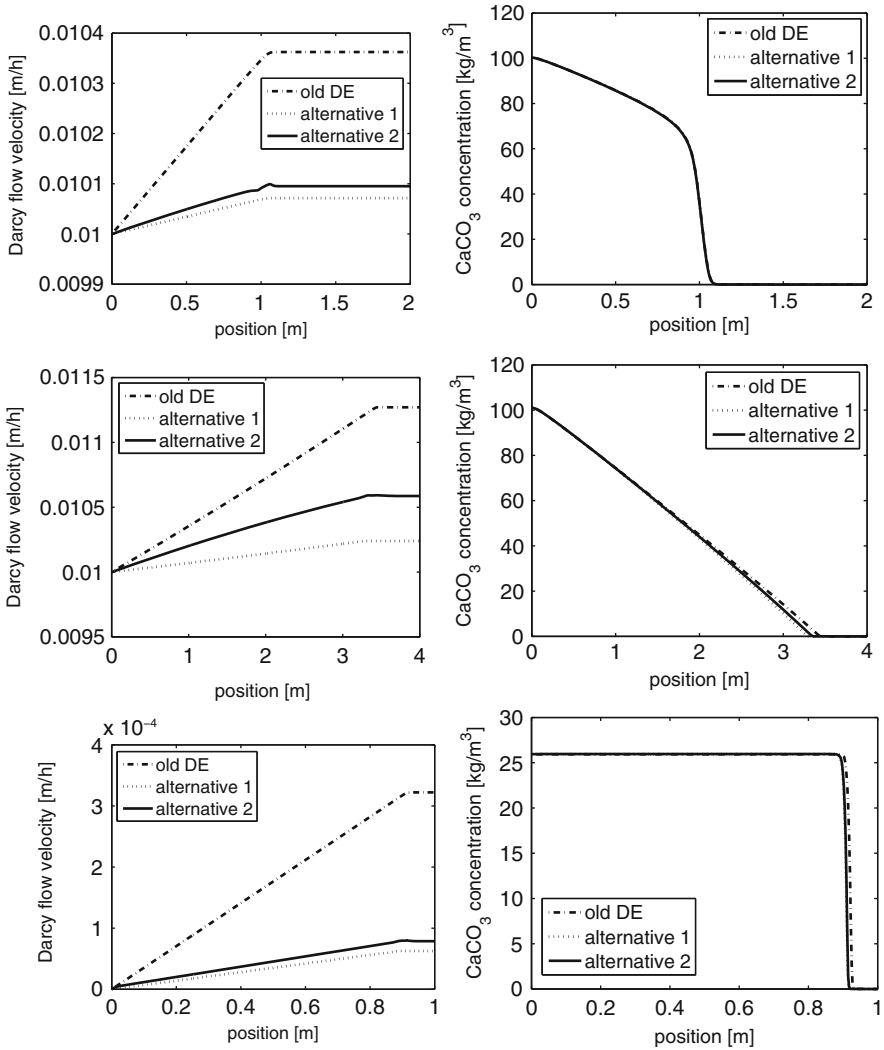 0.0104
0.0103
0.0102
0.0101
0.01
0.0099
0
0.5
1
1.5
2
Darcy flow velocity [m/h]
position [m]
old DE
alternative 1
alternative 2
120
100
80
60
40
20
0
0
0.5
1
1.5
2
CaCO3 concentration [kg/m3]
position [m]
old DE
alternative 1
alternative 2
0.0115
0.011
0.0105
0.01
0.0095
0
1
2
3
4
Darcy flow velocity [m/h]
position [m]
old DE
alternative 1
alternative 2
120
100
80
60
40
20
0
0
1
2
3
4
CaCO3 concentration [kg/m3]
position [m]
old DE
alternative 1
alternative 2
x 10−4
4
3
2
1
0
0
0.2
0.4
0.6
0.8
1
Darcy flow velocity [m/h]
position [m]
old DE
alternative 1
alternative 2
30
25
20
15
10
5
0
0
0.2
0.4
0.6
0.8
1
CaCO3 concentration [kg/m3]
position [m]
old DE
alternative 1
alternative 2